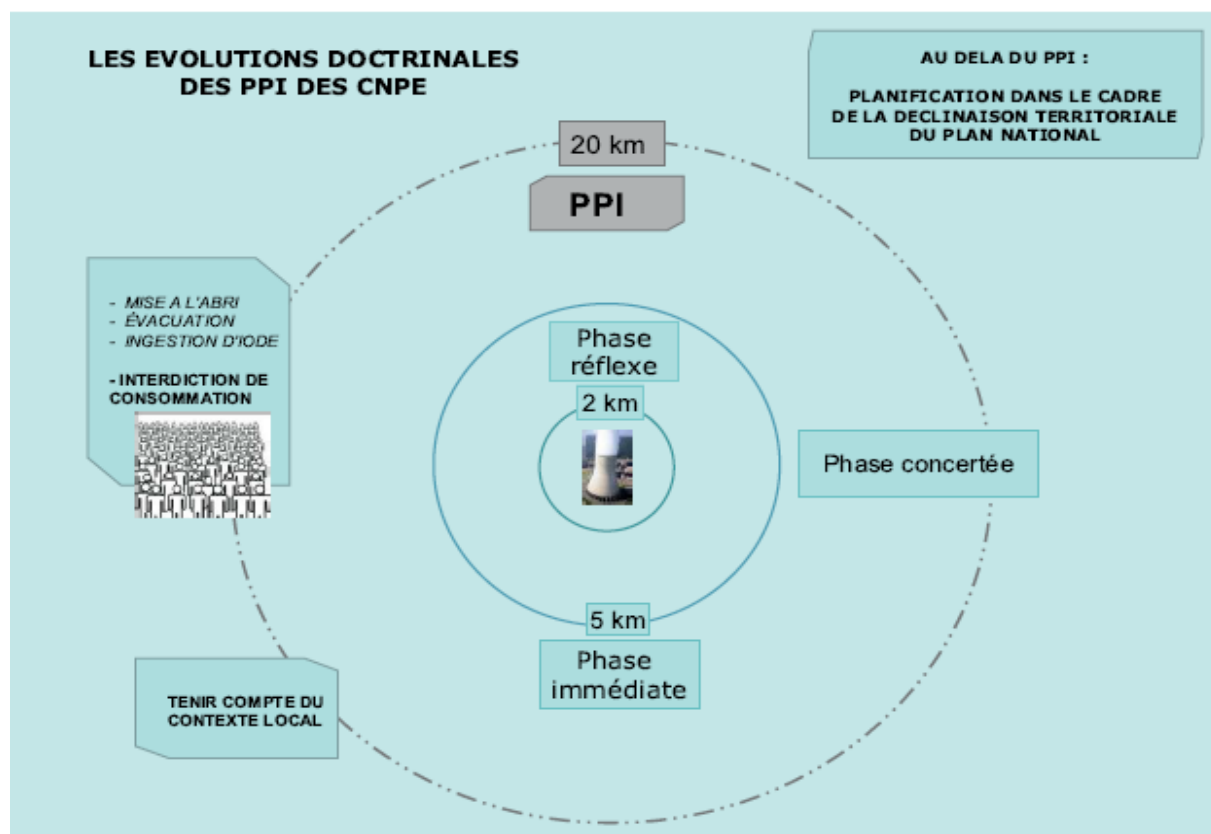 LES EVOLUTIONS DOCTRINALES
DES PPI DES CNPE
AU DELA DU PPI :
PLANIFICATION DANS LE CADRE
DE LA DECLINAISON TERRITORIALE
DU PLAN NATIONAL
20 km
PPI
- MISE A L'ABRI
- ÉVACUATION
- INGESTION D'IODE
- INTERDICTION DE
CONSOMMATION
Phase
réflexe
2 km
Phase concertée
5 km
Phase
immédiate
TENIR COMPTE DU
CONTEXTE LOCAL